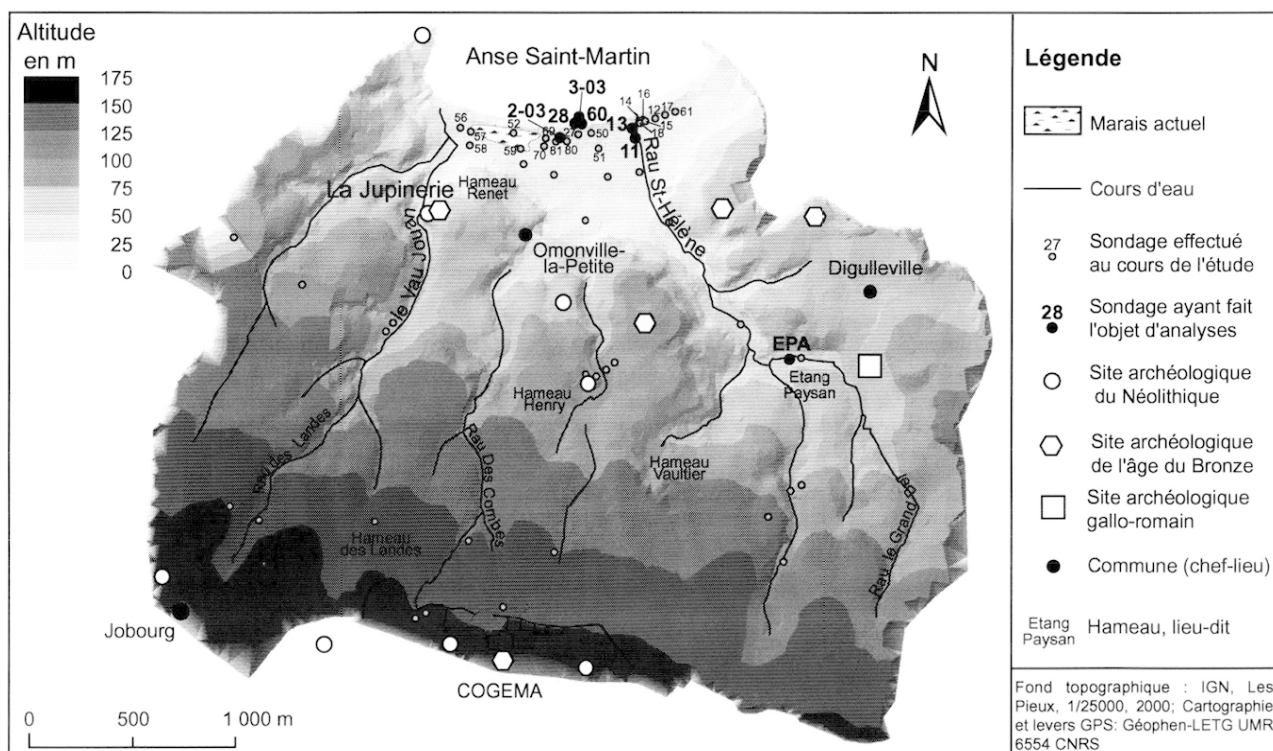 Altitude
en m
175
150
125
100
75
50
25
0
Anse Saint-Martin
3-03
2-03
28
60
13
11
56
57
58
52
59
70
81
80
27
50
51
14
16
12
17
61
15
18
N
La Jupinerie
Hameau
Renet
le Vau Jouan
Rau St-Hélène
Omonville-
la-Petite
Digulleville
EPA
Etang
Paysan
Hameau
Henry
Hameau
Vaultier
Rau des Landes
Rau Des Combes
Hameau
des Landes
Rau le Grand Bel
Jobourg
COGEMA
0 500 1 000 m
Légende
Marais actuel
Cours d'eau
27 Sondage effectué
au cours de l'étude
28 Sondage ayant fait
l'objet d'analyses
Site archéologique
du Néolithique
Site archéologique
de l'âge du Bronze
Site archéologique
gallo-romain
Commune (chef-lieu)
Etang
Paysan
Hameau, lieu-dit
Fond topographique : IGN, Les
Pieux, 1/25000, 2000; Cartographie
et levers GPS: Géophen-LETG UMR
6554 CNRS